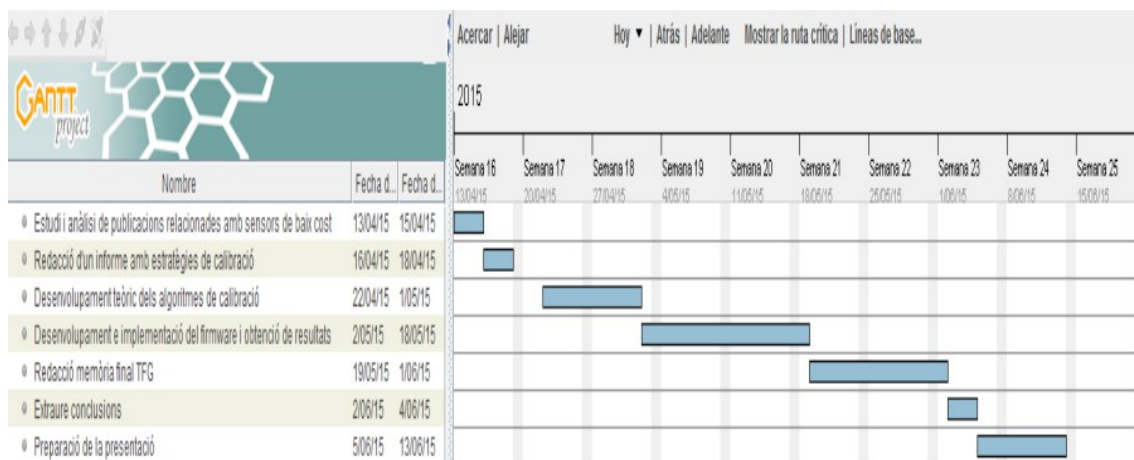 Acercar | Alejar Hoy ▼ | Atrás | Adelante Mostrar la ruta crítica | Líneas de base...
GANTT
project
2015
Semana 16 Semana 17 Semana 18 Semana 19 Semana 20 Semana 21 Semana 22 Semana 23 Semana 24 Semana 25
13/04/15 20/04/15 27/04/15 4/05/15 11/05/15 18/05/15 25/05/15 1/06/15 8/06/15 15/06/15
Nombre Fecha d... Fecha d...
Estudi i anàlisi de publicacions relacionades amb sensors de baix cost 13/04/15 15/04/15
Redacció d'un informe amb estratègies de calibració 16/04/15 18/04/15
Desenvolupament teòric dels algoritmes de calibració 22/04/15 1/05/15
Desenvolupament e implementació del firmware i obtenció de resultats 2/05/15 18/05/15
Redacció memòria final TFG 19/05/15 1/06/15
Extraure conclusions 2/06/15 4/06/15
Preparació de la presentació 5/06/15 13/06/15